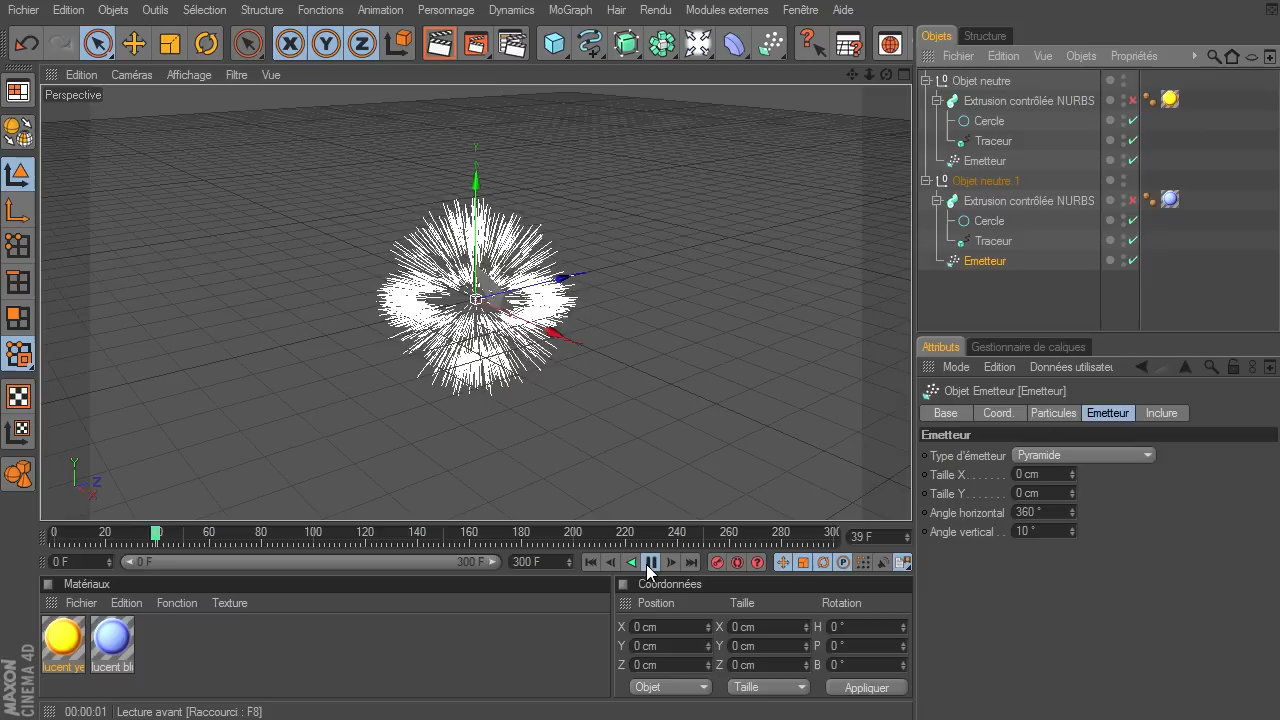 Fichier Edition Objets Outils Sélection Structure Fonctions Animation Personnage Dynamics MoGraph Hair Rendu Modules externes Fenêtre Aide
X Y Z
Edition Caméras Affichage Filtre Vue
Perspective
Y
Y
Z
X
0 20 40 60 80 100 120 140 160 180 200 220 240 260 280 300
39 F
0 F
0 F
300 F
300 F
Matériaux
Fichier Edition Fonction Texture
lucent ye
lucent blu
Coordonnées
Position Taille Rotation
X 0 cm X 0 cm H 0 °
Y 0 cm Y 0 cm P 0 °
Z 0 cm Z 0 cm B 0 °
Objet Taille Appliquer
MAXON
CINEMA 4D
00:00:01 Lecture avant [Raccourci : F8]
Objets Structure
Fichier Edition Vue Objets Propriétés
Objet neutre
Extrusion contrôlée NURBS
Cercle
Traceur
Emetteur
Objet neutre.1
Extrusion contrôlée NURBS
Cercle
Traceur
Emetteur
Attributs Gestionnaire de calques
Mode Edition Données utilisateu
Objet Emetteur [Emetteur]
Base Coord. Particules Emetteur Inclure
Emetteur
Type d'émetteur Pyramide
Taille X. . . . . . . 0 cm
Taille Y. . . . . . . 0 cm
Angle horizontal 360 °
Angle vertical . . 10 °